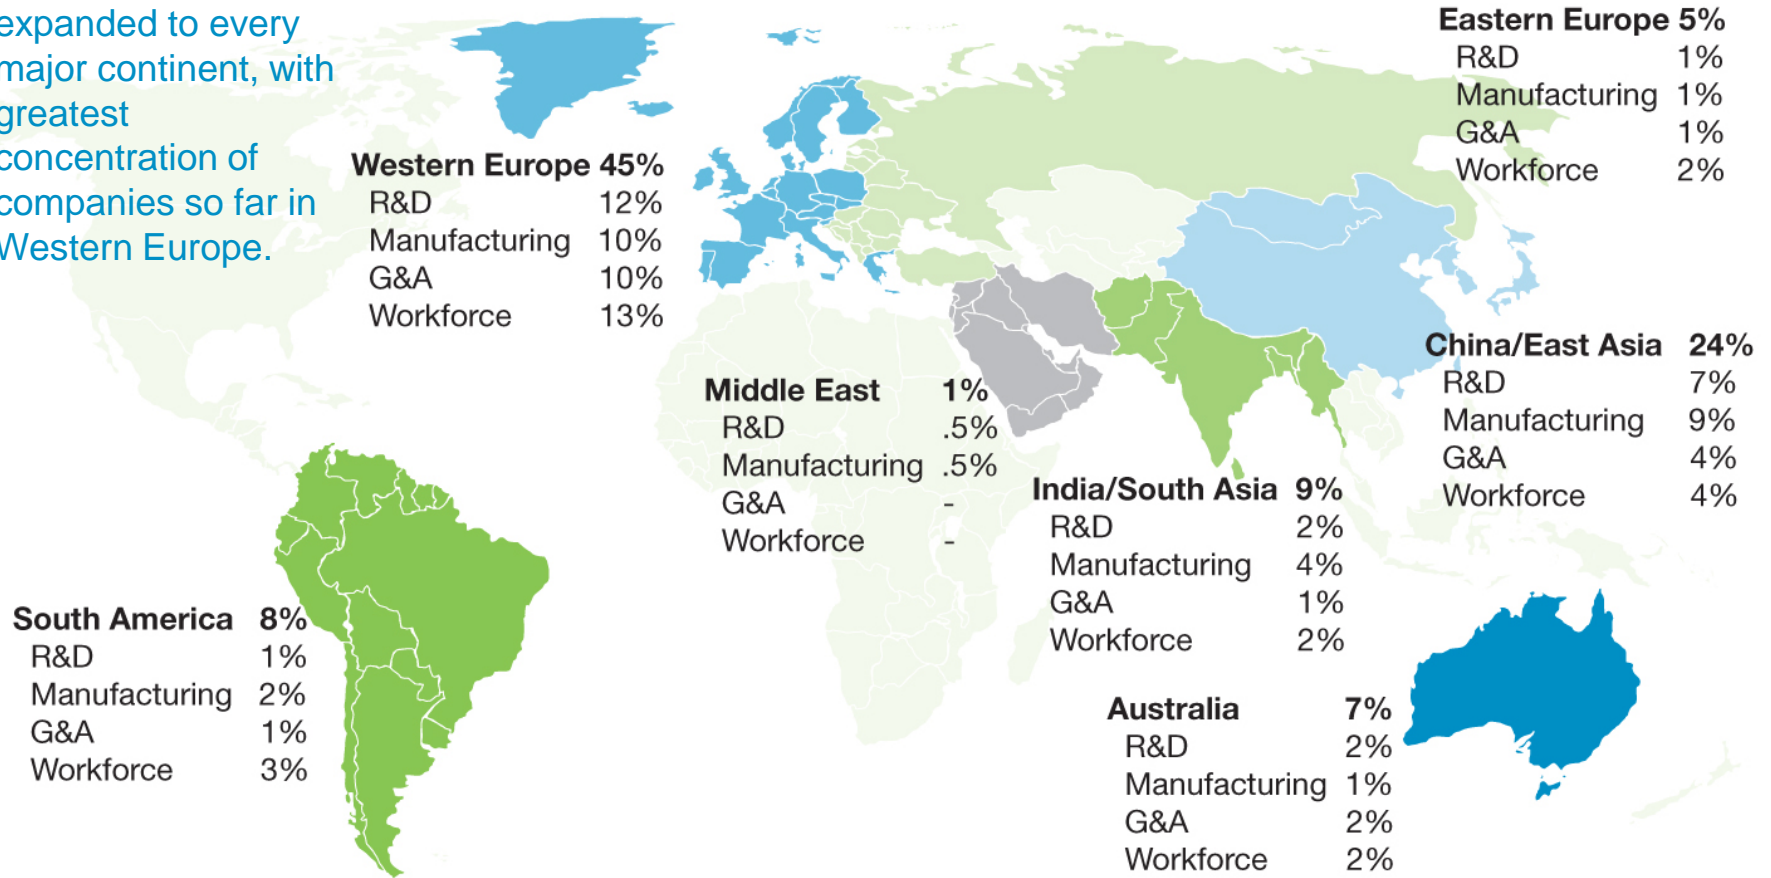 expanded to every
major continent, with
greatest
concentration of
companies so far in
Western Europe.
Western Europe 45%
R&D 12%
Manufacturing 10%
G&A 10%
Workforce 13%
Eastern Europe 5%
R&D 1%
Manufacturing 1%
G&A 1%
Workforce 2%
China/East Asia 24%
R&D 7%
Manufacturing 9%
G&A 4%
Workforce 4%
Middle East 1%
R&D .5%
Manufacturing .5%
G&A -
Workforce -
India/South Asia 9%
R&D 2%
Manufacturing 4%
G&A 1%
Workforce 2%
South America 8%
R&D 1%
Manufacturing 2%
G&A 1%
Workforce 3%
Australia 7%
R&D 2%
Manufacturing 1%
G&A 2%
Workforce 2%